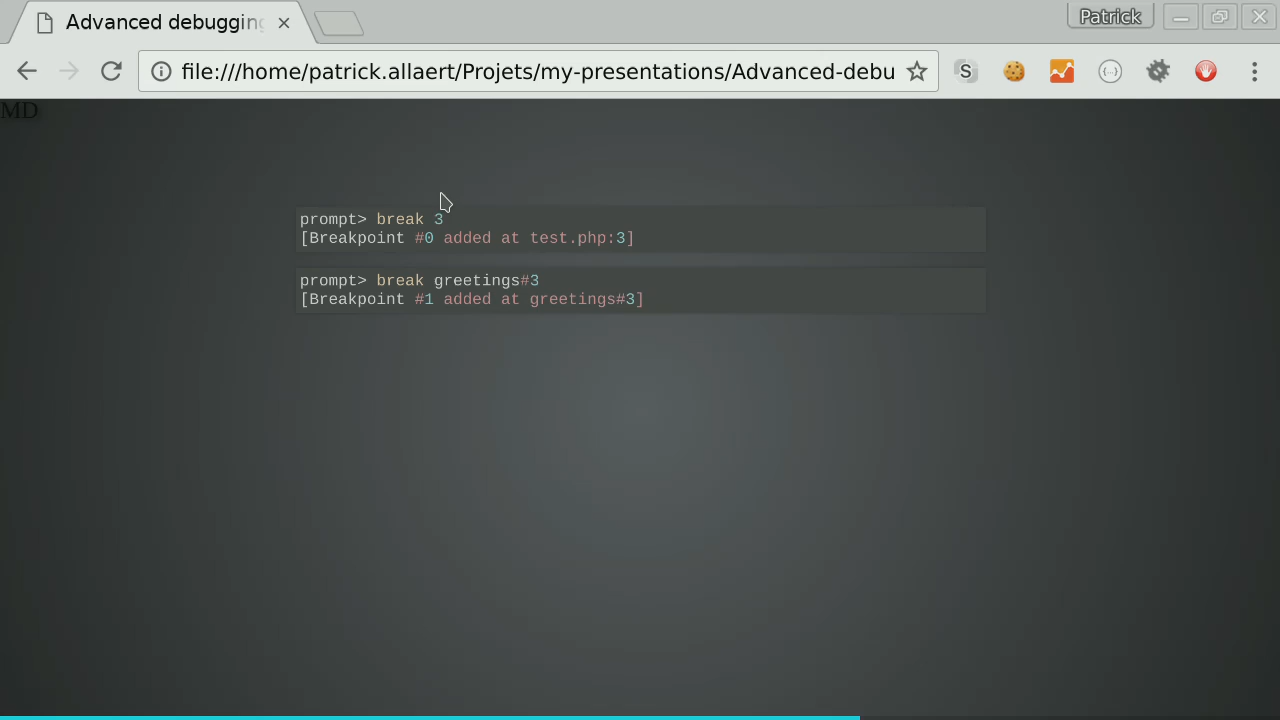 Advanced debugging
Patrick
file:///home/patrick.allaert/Projets/my-presentations/Advanced-debu
S
{...}
MD
prompt> break 3
[Breakpoint #0 added at test.php:3]
prompt> break greetings#3
[Breakpoint #1 added at greetings#3]